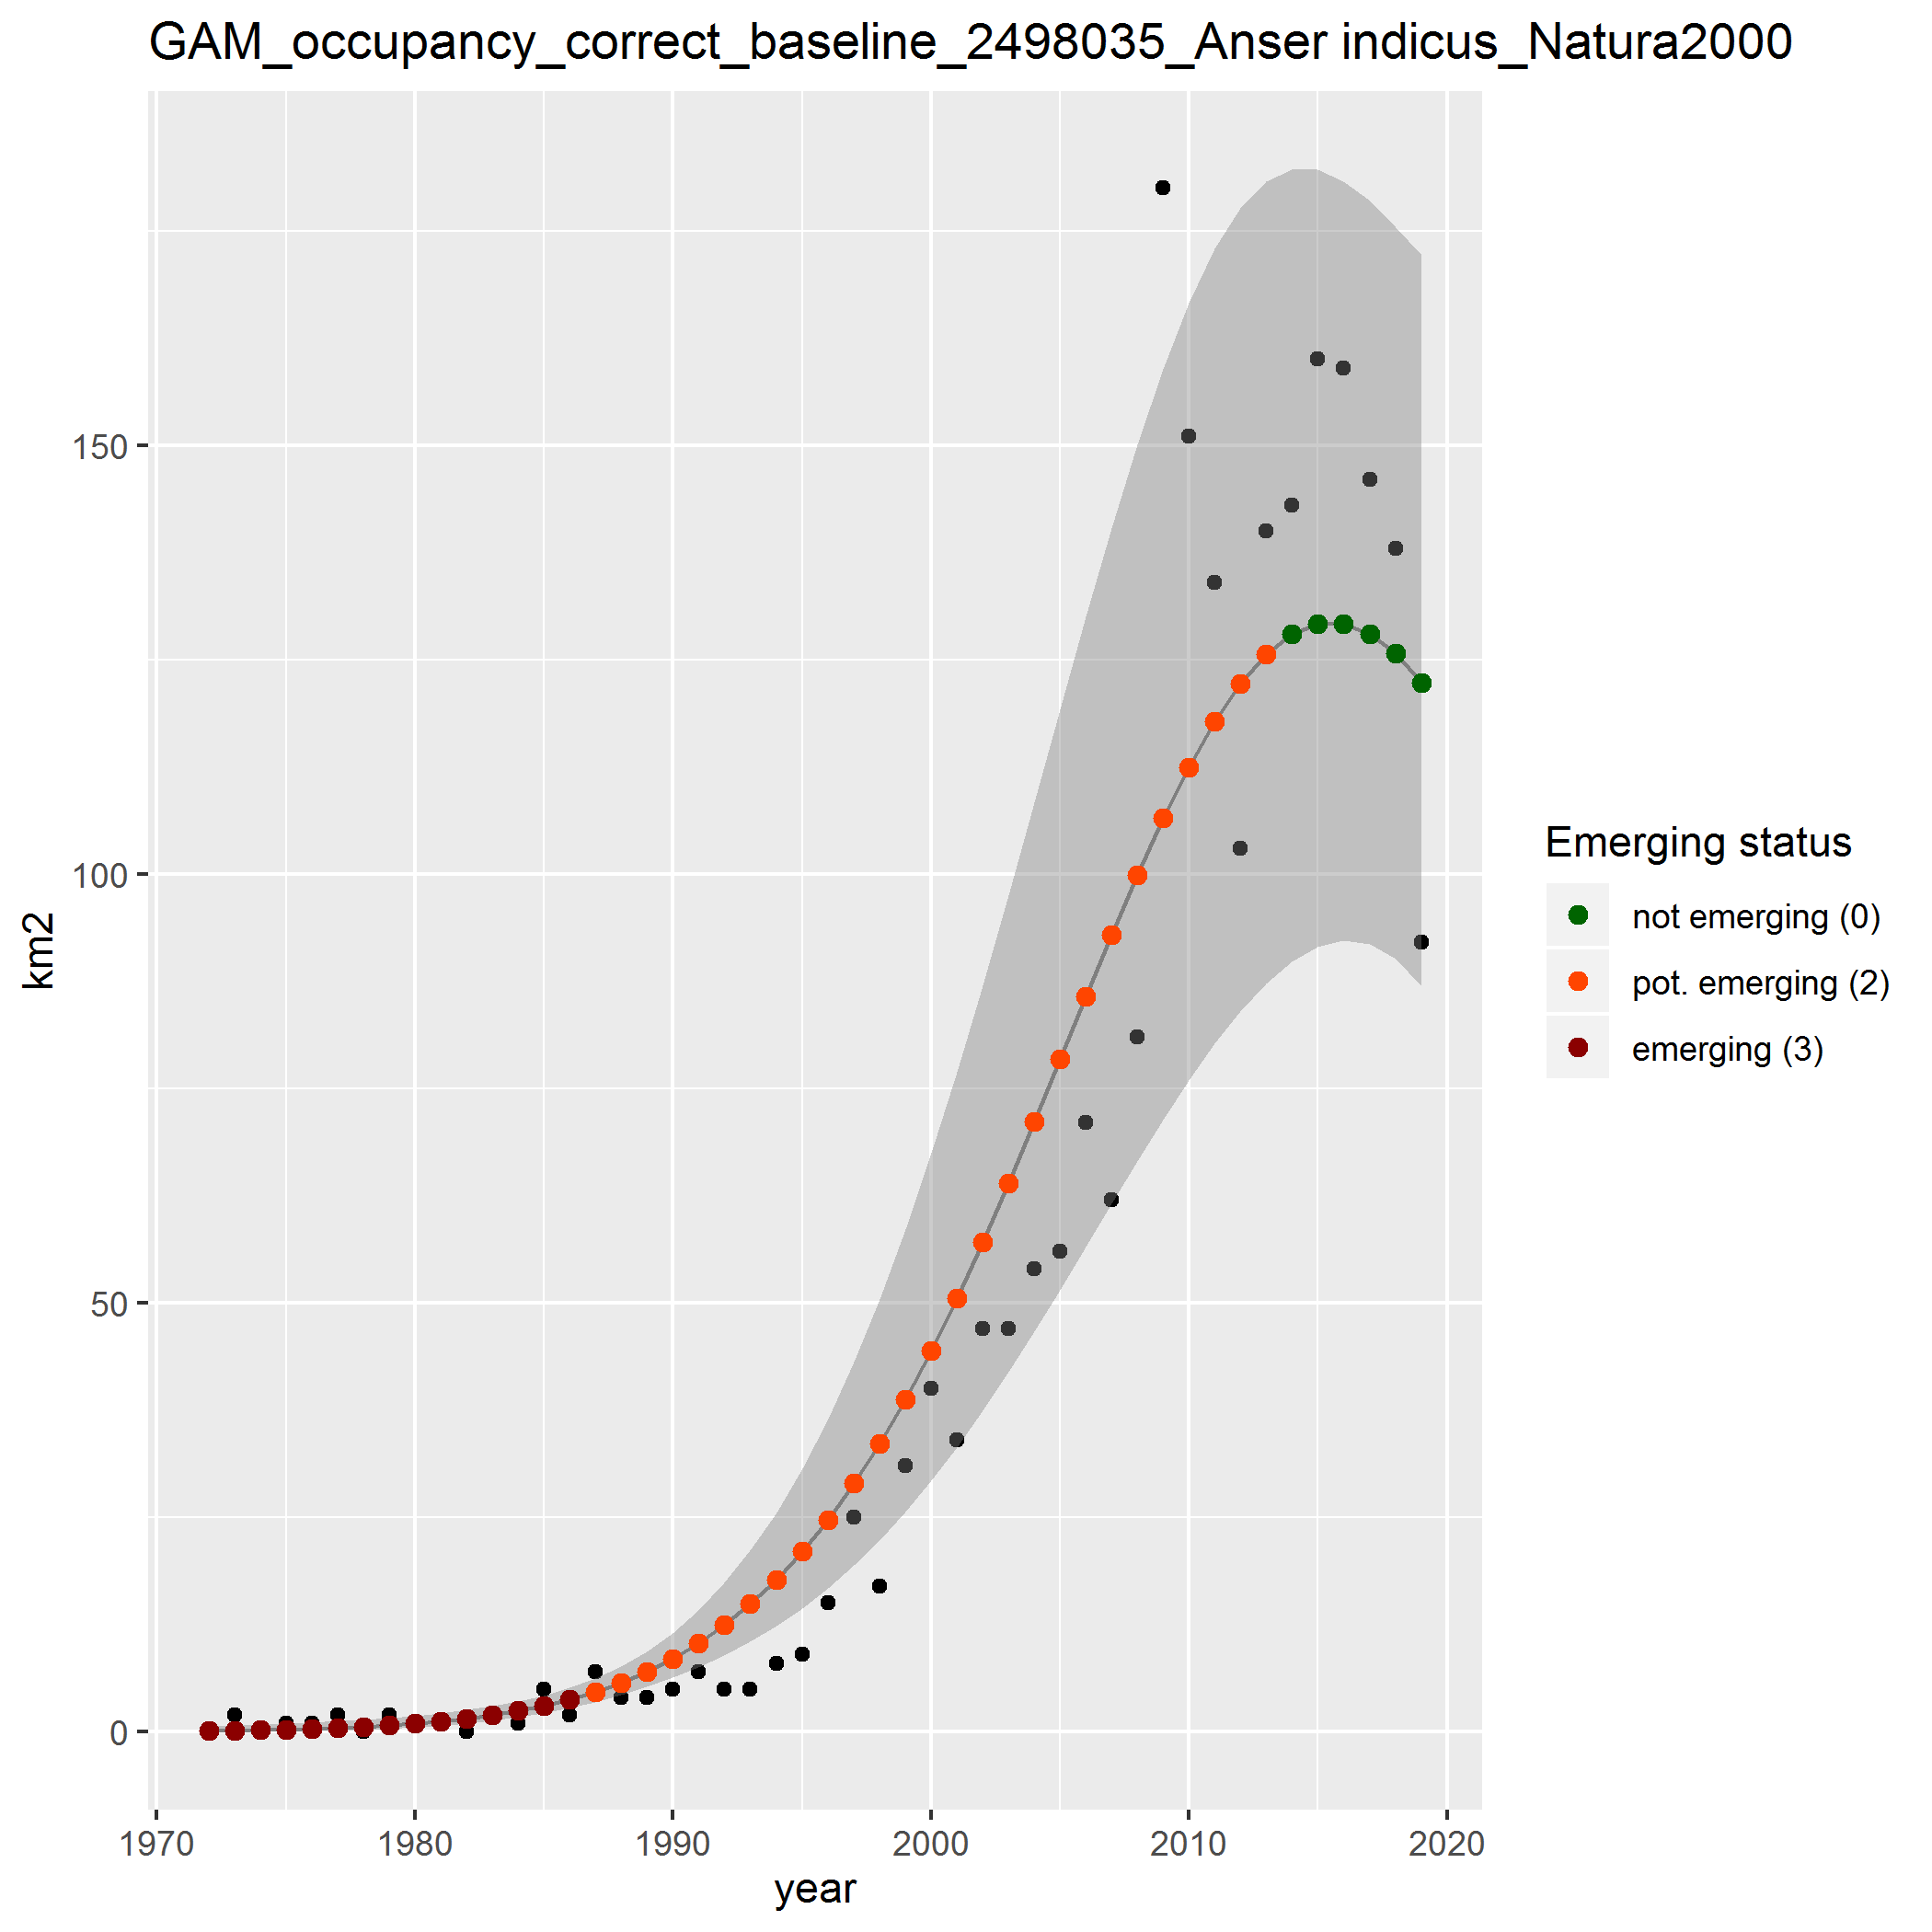 GAM_occupancy_correct_baseline_2498035_Anser indicus_Natura2000
150
100
50
0
km2
1970 1980 1990 2000 2010 2020
year
Emerging status
not emerging (0)
pot. emerging (2)
emerging (3)